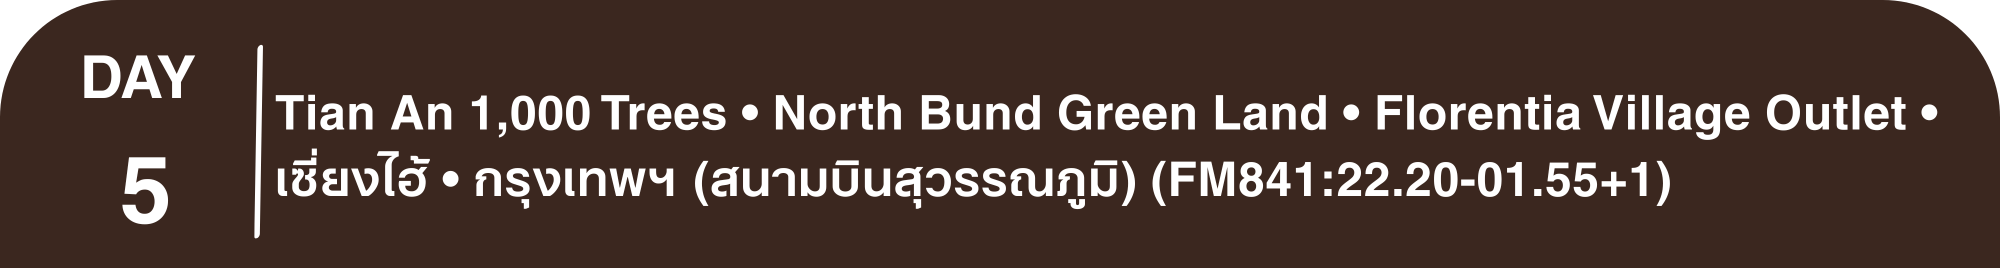 DAY
5
Tian An 1,000 Trees • North Bund Green Land • Florentia Village Outlet •
เซี่ยงไฮ้ • กรุงเทพฯ (สนามบินสุวรรณภูมิ) (FM841:22.20-01.55+1)